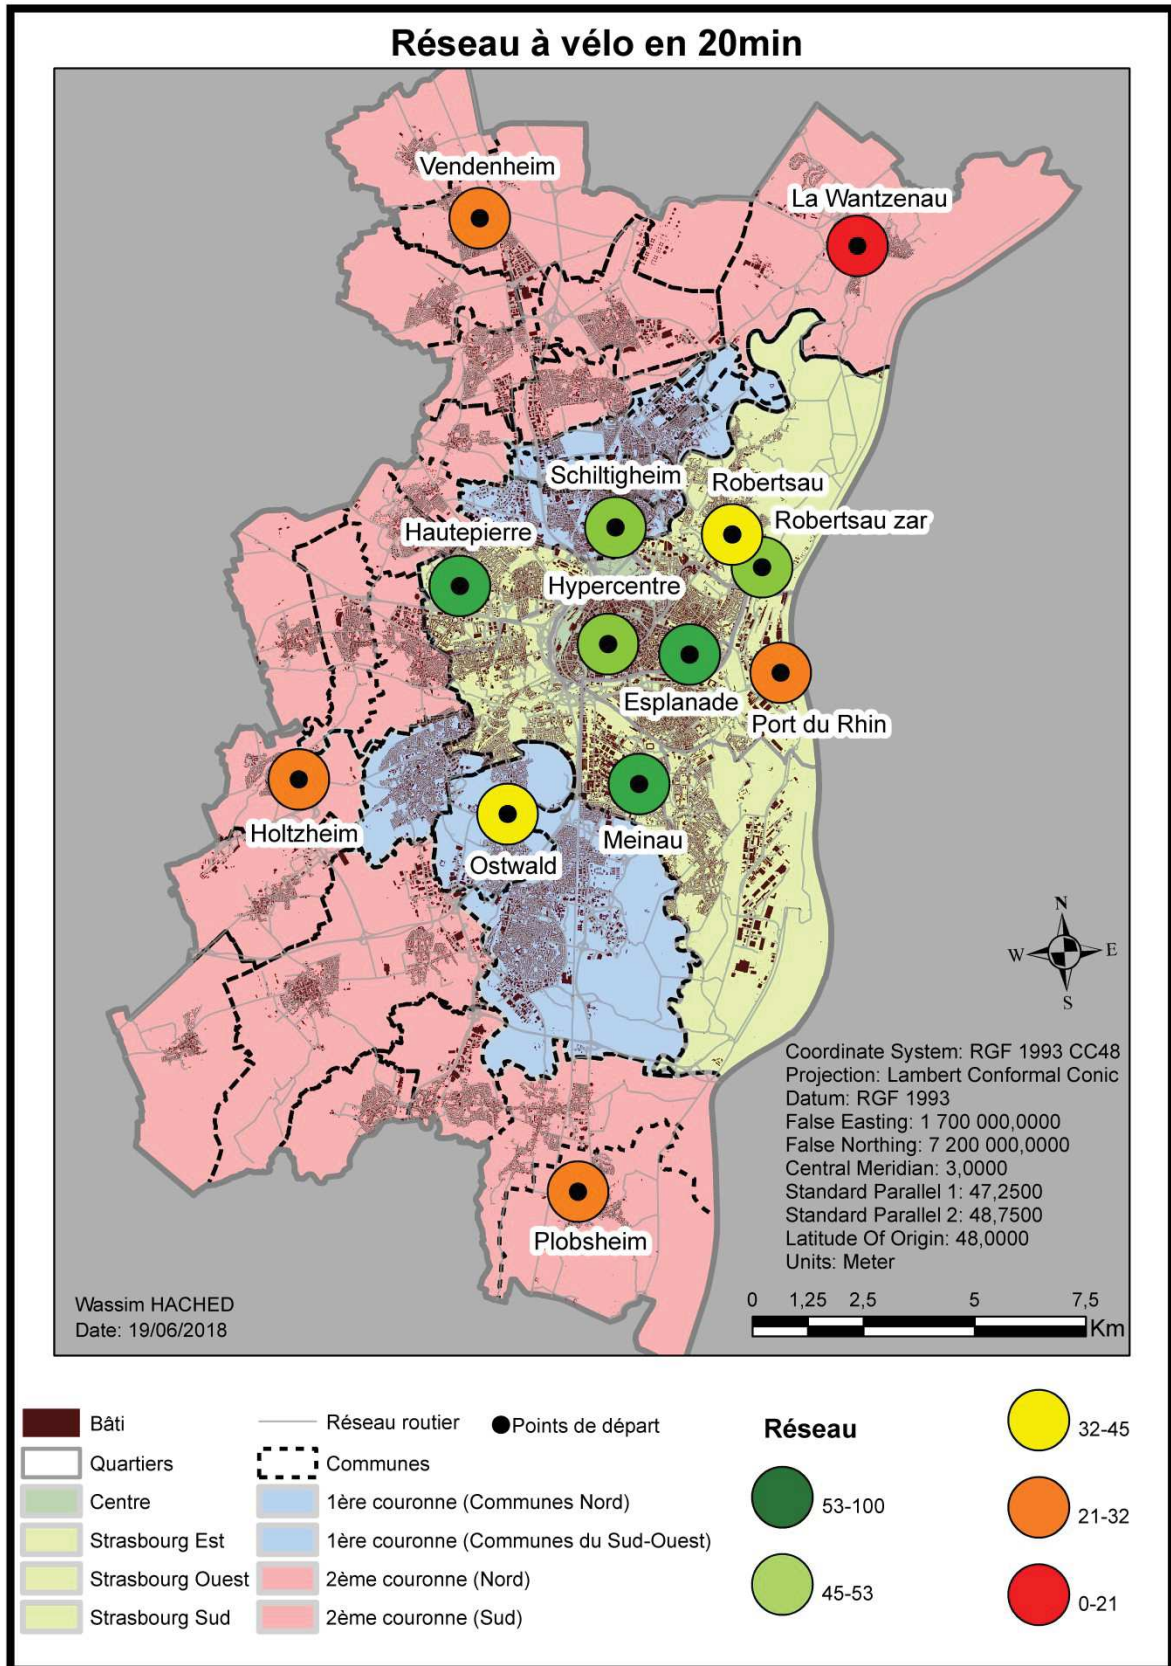 Réseau à vélo en 20min
Vendenheim
La Wantzenau
Schiltigheim
Robertsau
Robertsau zar
Hautepierre
Hypercentre
Esplanade
Port du Rhin
Holtzheim
Ostwald
Meinau
Plobsheim
N
W
E
S
Coordinate System: RGF 1993 CC48
Projection: Lambert Conformal Conic
Datum: RGF 1993
False Easting: 1 700 000,0000
False Northing: 7 200 000,0000
Central Meridian: 3,0000
Standard Parallel 1: 47,2500
Standard Parallel 2: 48,7500
Latitude Of Origin: 48,0000
Units: Meter
Wassim HACHED
Date: 19/06/2018
0 1,25 2,5 5 7,5
Km
Bâti
Quartiers
Centre
Strasbourg Est
Strasbourg Ouest
Strasbourg Sud
Réseau routier
Communes
1ère couronne (Communes Nord)
1ère couronne (Communes du Sud-Ouest)
2ème couronne (Nord)
2ème couronne (Sud)
Points de départ
Réseau
53-100
45-53
32-45
21-32
0-21